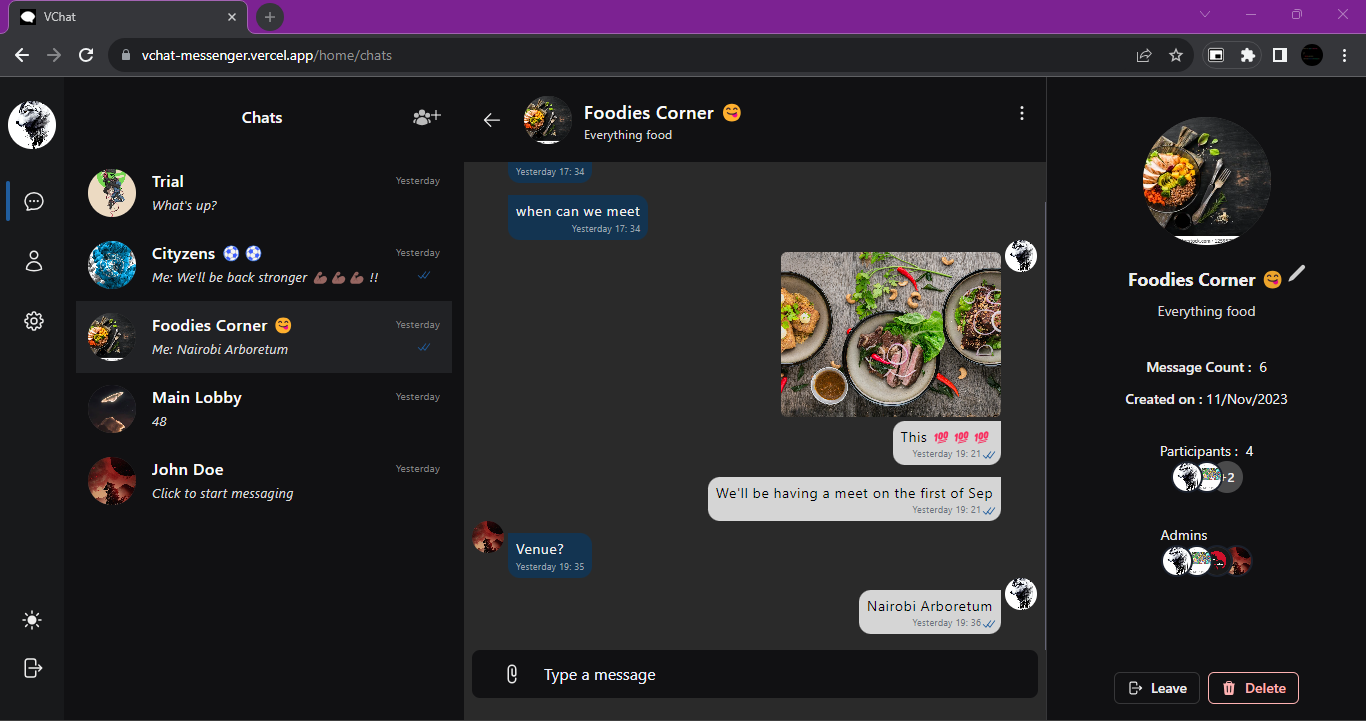 VChat
vchat-messenger.vercel.app/home/chats
Chats
Trial
Yesterday
What's up?
Cityzens ⚽ ⚽
Yesterday
Me: We'll be back stronger 💪🏾 💪🏾 💪🏾 !!
Foodies Corner 😋
Yesterday
Me: Nairobi Arboretum
Main Lobby
Yesterday
48
John Doe
Yesterday
Click to start messaging
Foodies Corner 😋
Everything food
Yesterday 17: 34
when can we meet
Yesterday 17: 34
This 💯 💯 💯
Yesterday 19: 21
We'll be having a meet on the first of Sep
Yesterday 19: 21
Venue?
Yesterday 19: 35
Nairobi Arboretum
Yesterday 19: 36
Type a message
Foodies Corner 😋
Everything food
Message Count : 6
Created on : 11/Nov/2023
Participants : 4
+2
Admins
Leave
Delete